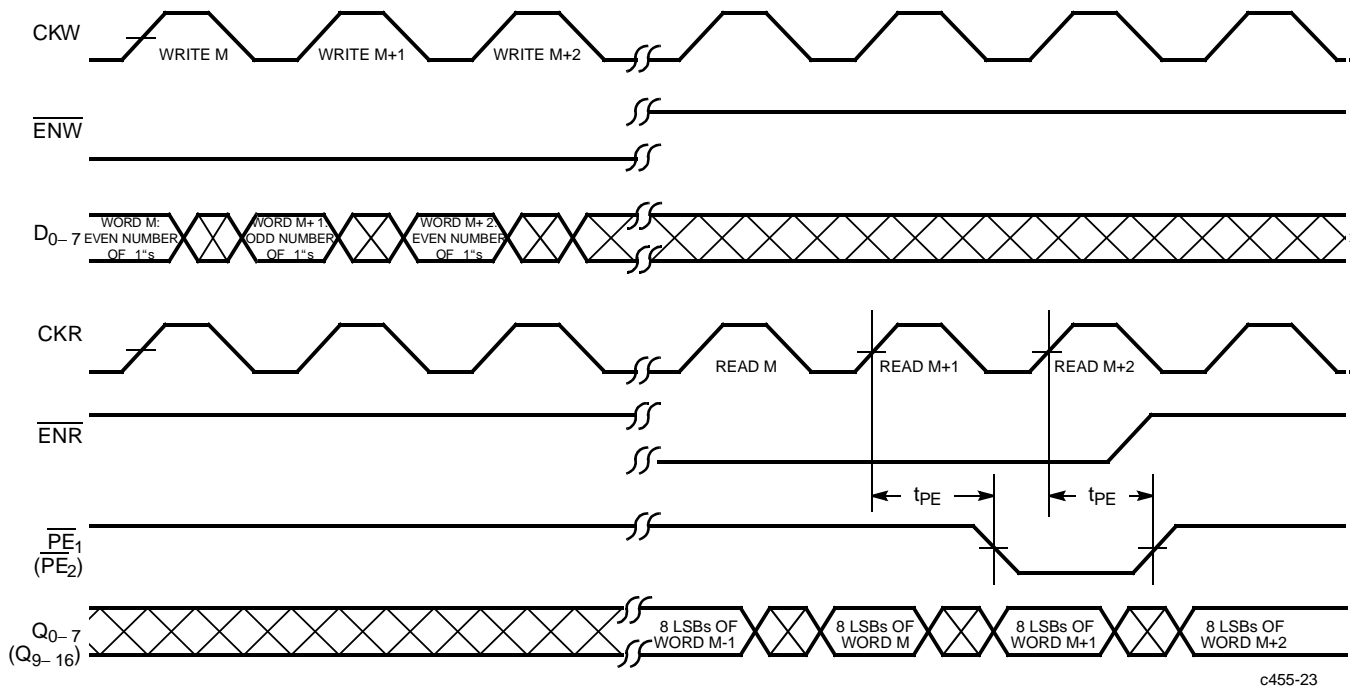 CKW
WRITE M
WRITE M+1
WRITE M+2
ENW
D0–7
WORD M:
EVEN NUMBER
OF 1“s
WORD M+1:
ODD NUMBER
OF 1“s
WORD M+2:
EVEN NUMBER
OF 1“s
CKR
READ M
READ M+1
READ M+2
ENR
tPE
tPE
PE1
(PE2)
Q0–7
(Q9–16)
8 LSBs OF
WORD M-1
8 LSBs OF
WORD M
8 LSBs OF
WORD M+1
8 LSBs OF
WORD M+2
c455-23